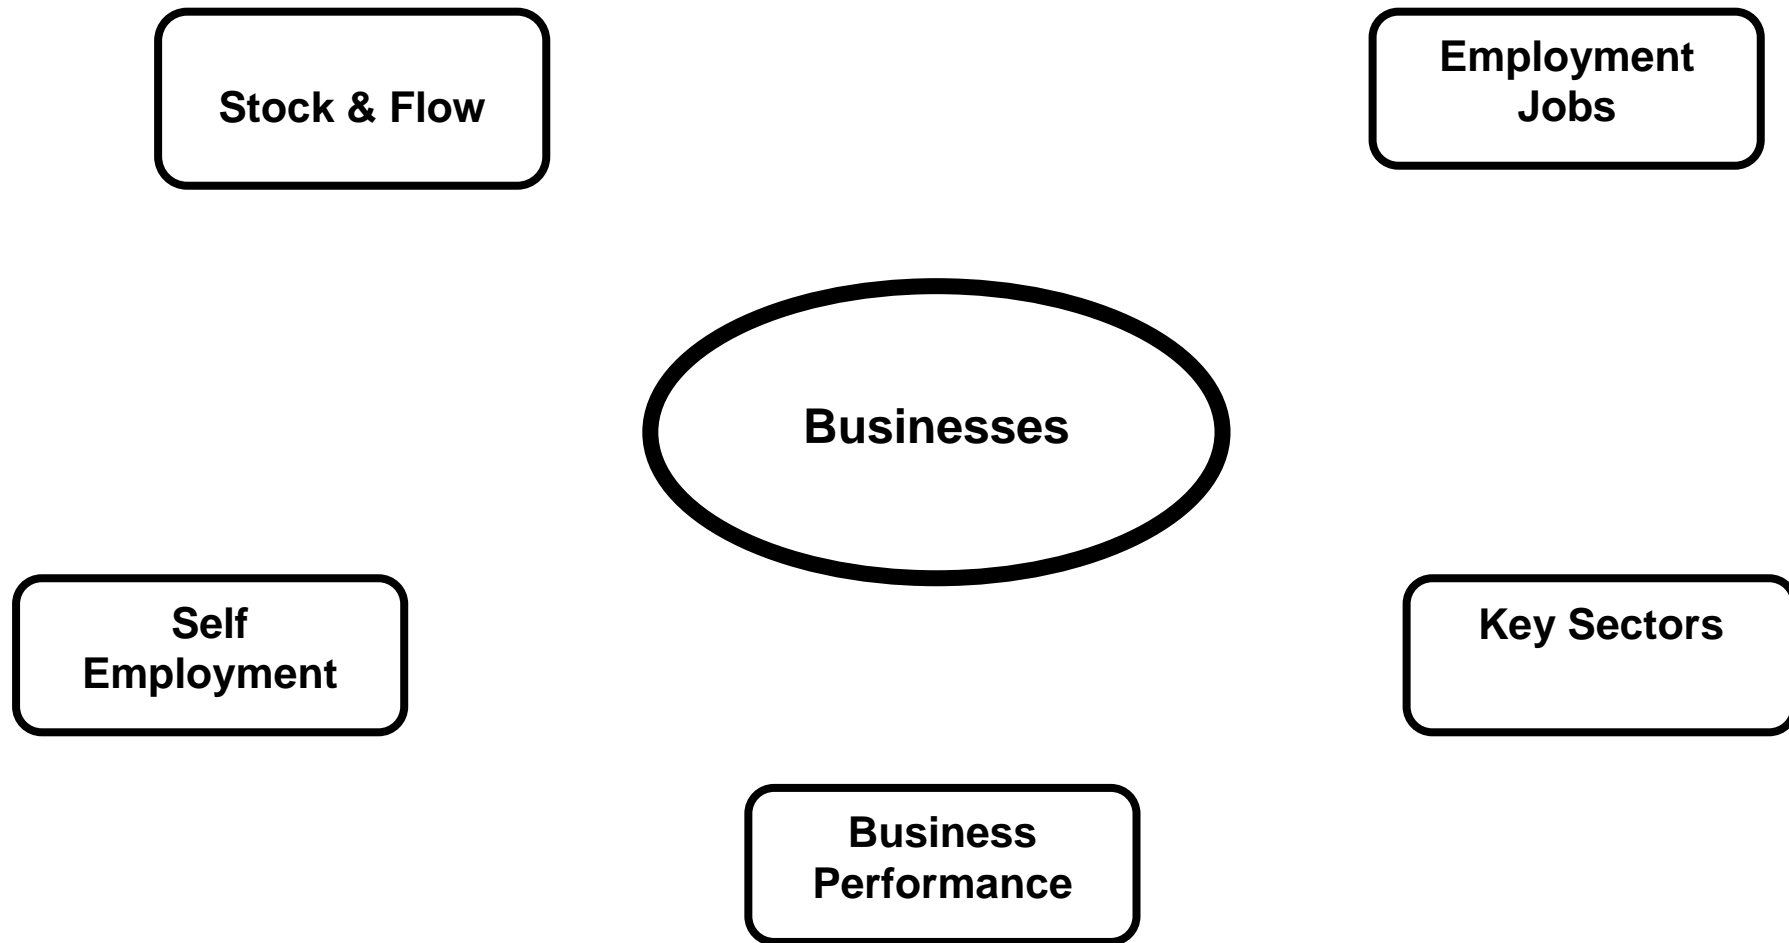 Stock & Flow
Employment
Jobs
Businesses
Self
Employment
Key Sectors
Business
Performance